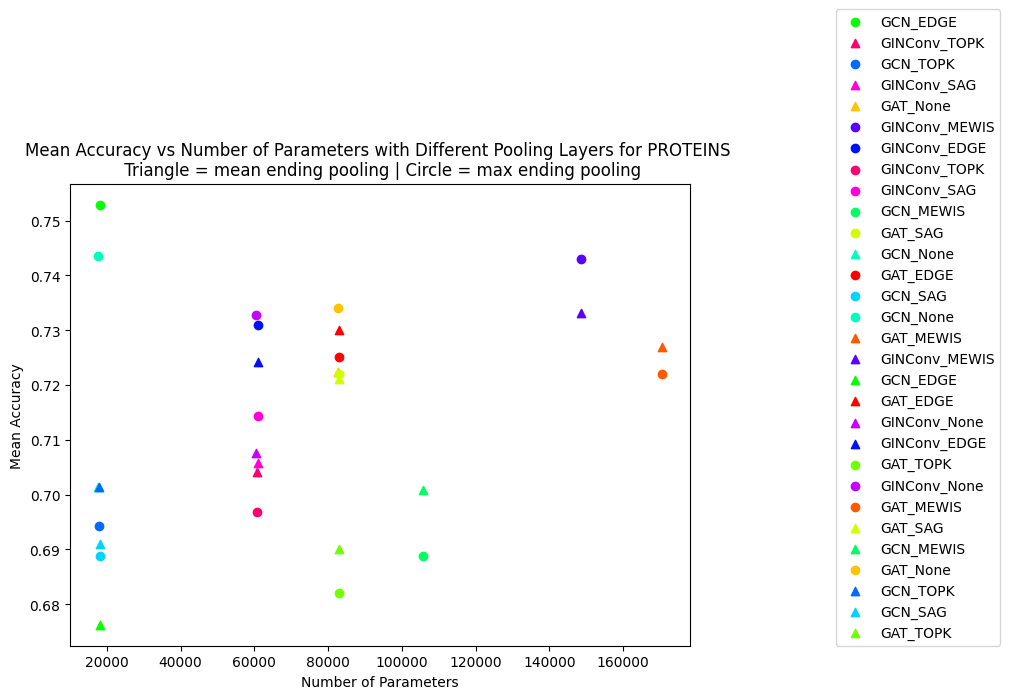 Mean Accuracy vs Number of Parameters with Different Pooling Layers for PROTEINS
Triangle = mean ending pooling | Circle = max ending pooling
Mean Accuracy
0.75
0.74
0.73
0.72
0.71
0.70
0.69
0.68
20000
40000
60000
80000
100000
120000
140000
160000
Number of Parameters
GCN_EDGE
GINConv_TOPK
GCN_TOPK
GINConv_SAG
GAT_None
GINConv_MEWIS
GINConv_EDGE
GINConv_TOPK
GINConv_SAG
GCN_MEWIS
GAT_SAG
GCN_None
GAT_EDGE
GCN_SAG
GCN_None
GAT_MEWIS
GINConv_MEWIS
GCN_EDGE
GAT_EDGE
GINConv_None
GINConv_EDGE
GAT_TOPK
GINConv_None
GAT_MEWIS
GAT_SAG
GCN_MEWIS
GAT_None
GCN_TOPK
GCN_SAG
GAT_TOPK